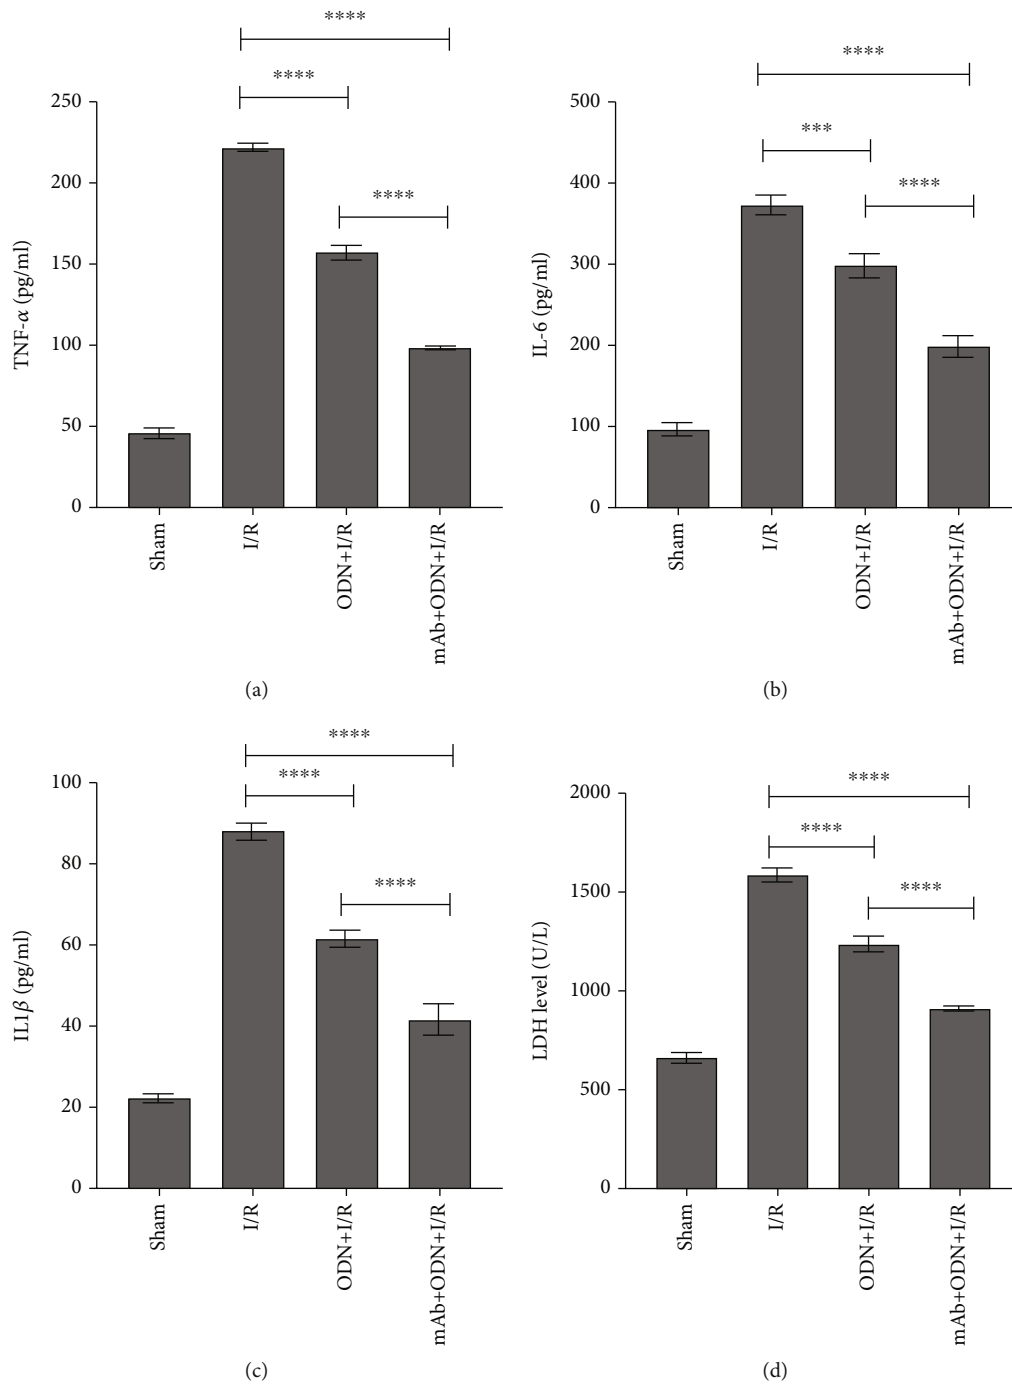 ****
****
****
250
200
150
100
50
0
TNF-α (pg/ml)
Sham
I/R
ODN+I/R
mAb+ODN+I/R
(a)
****
***
****
500
400
300
200
100
0
IL-6 (pg/ml)
Sham
I/R
ODN+I/R
mAb+ODN+I/R
(b)
****
****
****
100
80
60
40
20
0
IL1β (pg/ml)
Sham
I/R
ODN+I/R
mAb+ODN+I/R
(c)
****
****
****
2000
1500
1000
500
0
LDH level (U/L)
Sham
I/R
ODN+I/R
mAb+ODN+I/R
(d)